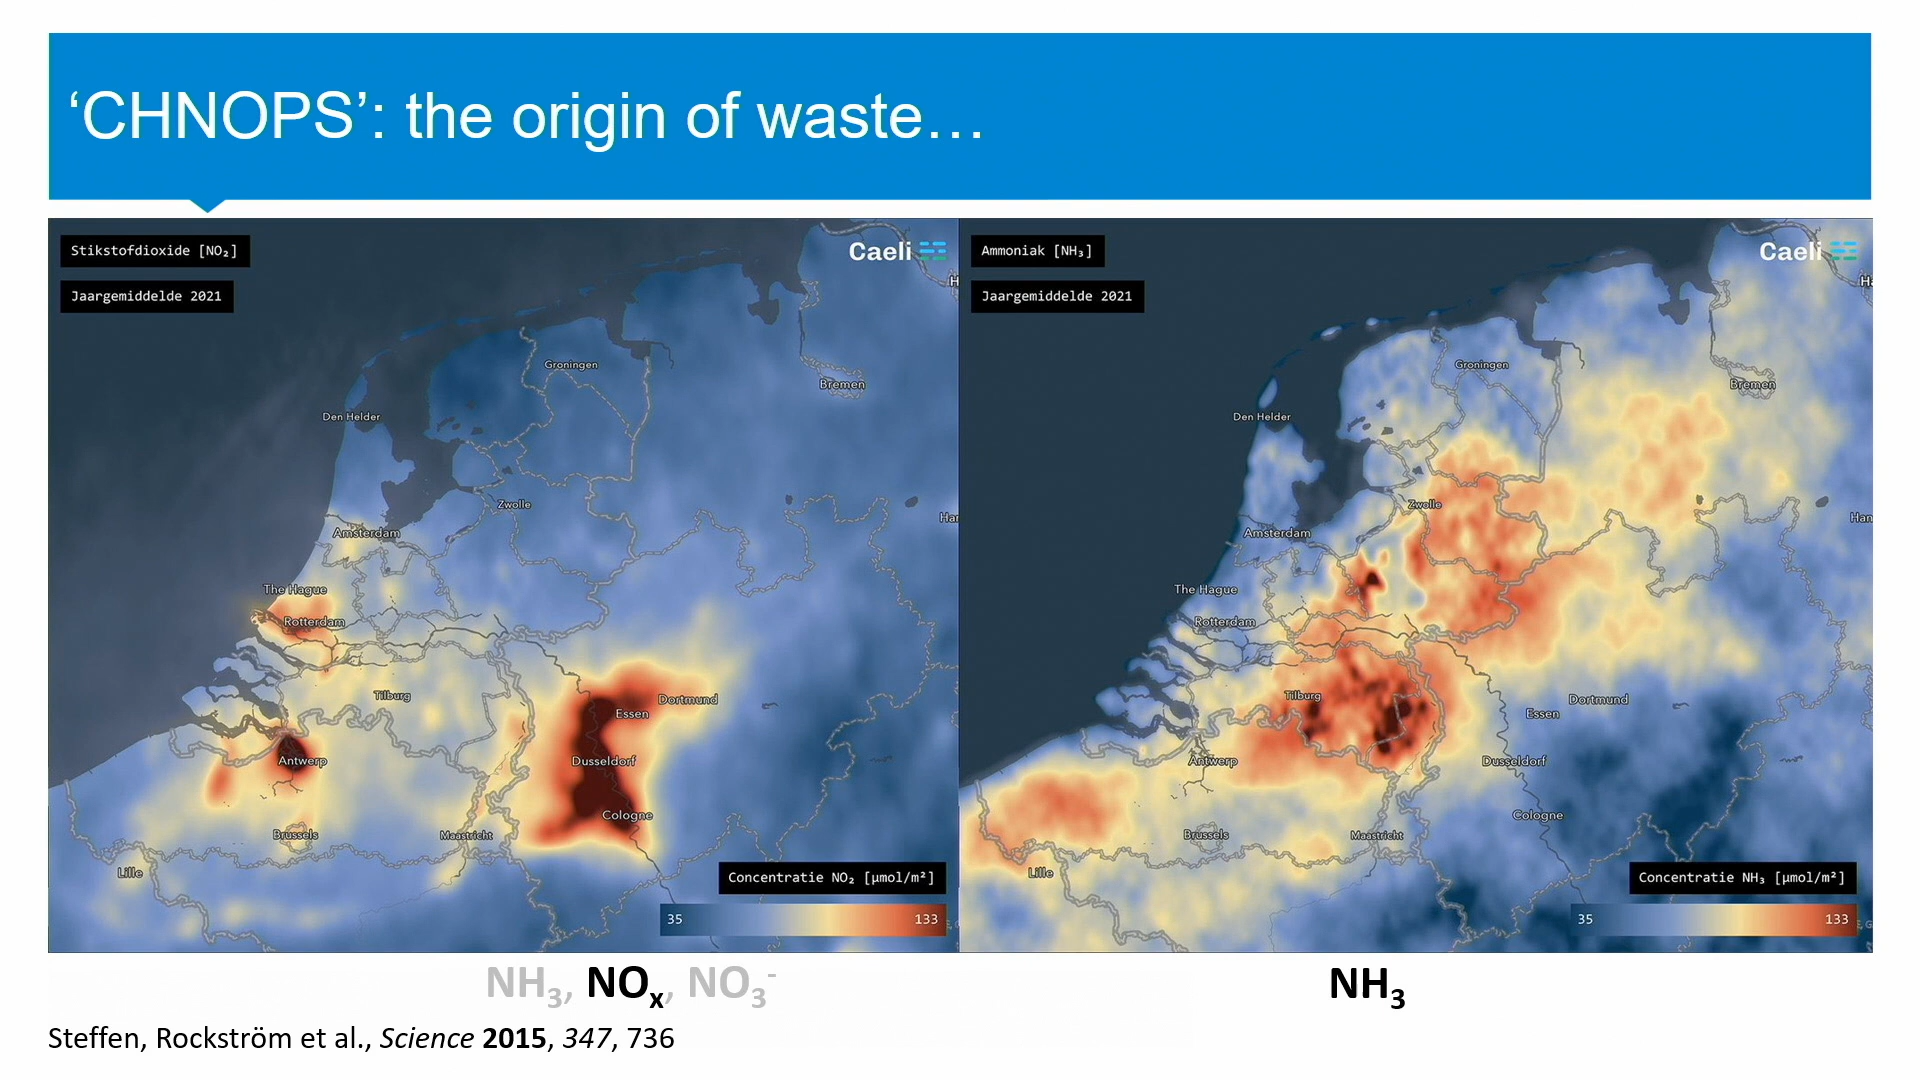 ‘CHNOPS’: the origin of waste…
Stikstofdioxide [NO₂]
Jaargemiddelde 2021
Caeli
H
Groningen
Bremen
Den Helder
Zwolle
Har
Amsterdam
The Hague
Rotterdam
Tilburg
Dortmund
Essen
Antwerp
Dusseldorf
Cologne
Brussels
Maastricht
Lille
Concentratie NO₂ [µmol/m²]
35
133
Ammoniak [NH₃]
Jaargemiddelde 2021
Caeli
Ha
Groningen
Bremen
Den Helder
Zwolle
Han
Amsterdam
The Hague
Rotterdam
Tilburg
Dortmund
Essen
Antwerp
Dusseldorf
Cologne
Brussels
Maastricht
Lille
Concentratie NH₃ [µmol/m²]
35
133
NH₃, NOₓ, NO₃⁻
NH₃
Steffen, Rockström et al., Science 2015, 347, 736